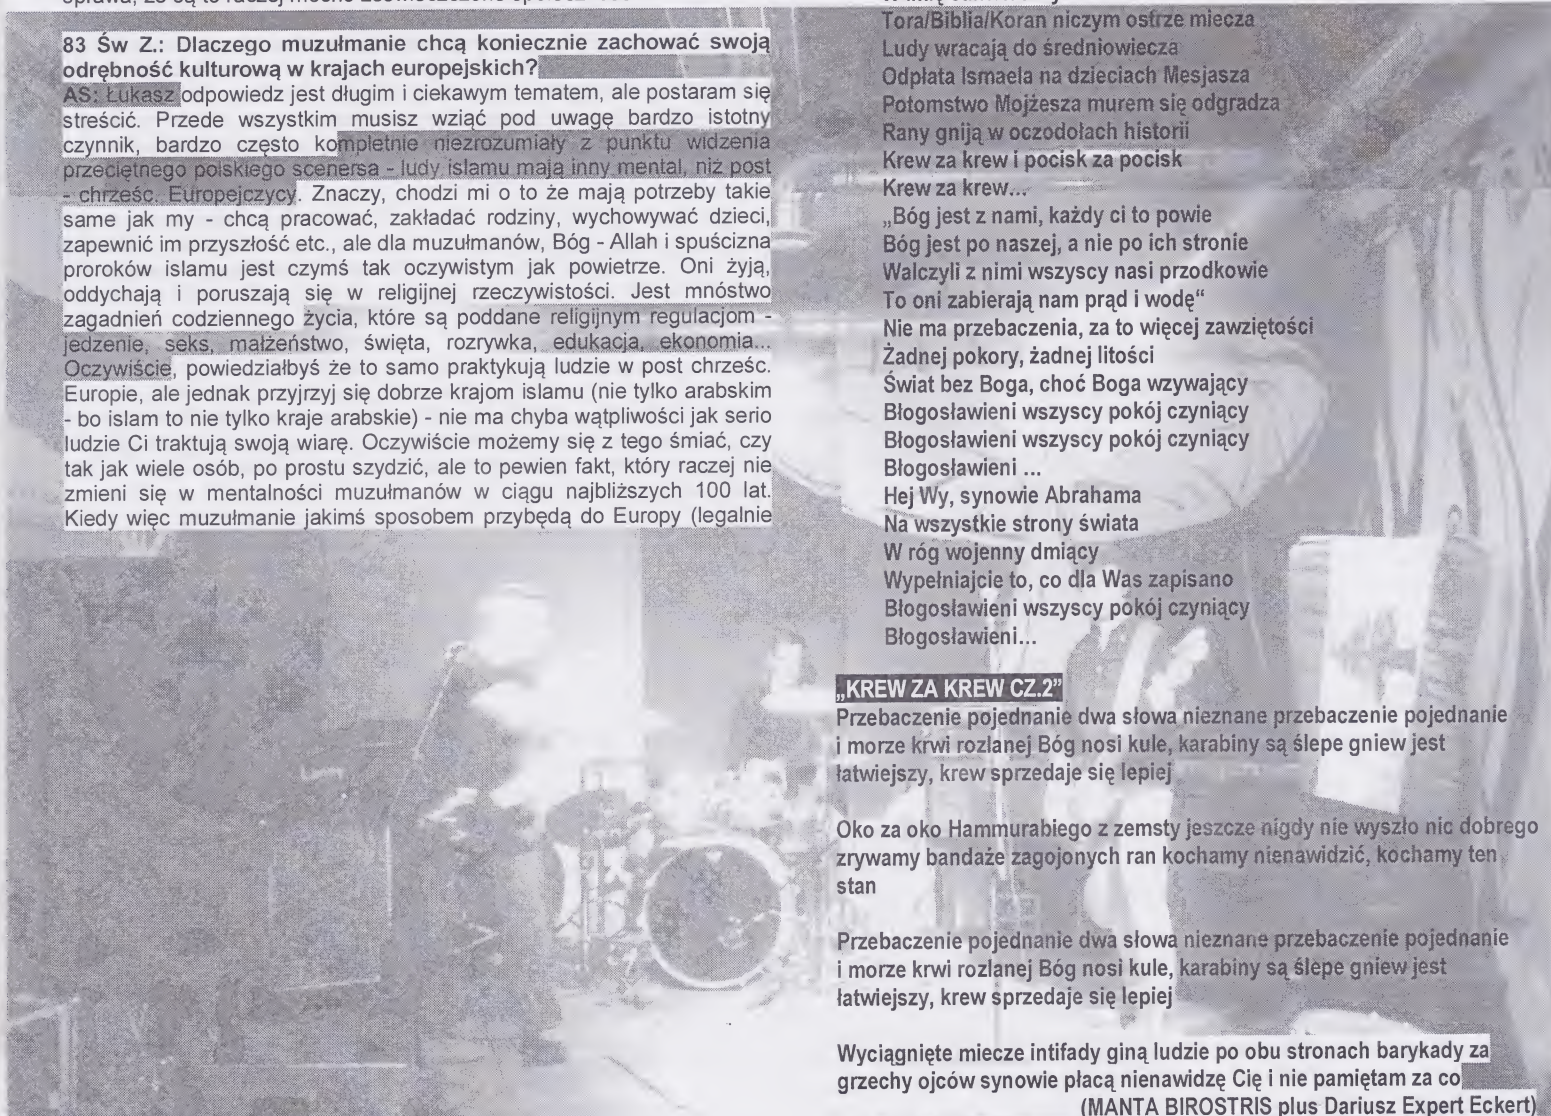 83 Św Z.: Dlaczego muzułmanie chcą koniecznie zachować swoją
odrębność kulturową w krajach europejskich?
AS: Łukasz odpowiedz jest długim i ciekawym tematem, ale postaram się
streścić. Przede wszystkim musisz wziąć pod uwagę bardzo istotny
czynnik, bardzo często kompletnie niezrozumiały z punktu widzenia
przeciętnego polskiego scenersa - ludy islamu mają inny mental, niż post
- chrześc. Europejczycy. Znaczy, chodzi mi o to że mają potrzeby takie
same jak my - chcą pracować, zakładać rodziny, wychowywać dzieci,
zapewnić im przyszłość etc., ale dla muzułmanów, Bóg - Allah i spuścizna
proroków islamu jest czymś tak oczywistym jak powietrze. Oni żyją,
oddychają i poruszają się w religijnej rzeczywistości. Jest mnóstwo
zagadnień codziennego życia, które są poddane religijnym regulacjom -
jedzenie, seks, małżeństwo, święta, rozrywka, edukacja, ekonomia...
Oczywiście, powiedziałbyś że to samo praktykują ludzie w post chrześc.
Europie, ale jednak przyjrzyj się dobrze krajom islamu (nie tylko arabskim
- bo islam to nie tylko kraje arabskie) - nie ma chyba wątpliwości jak serio
ludzie Ci traktują swoją wiarę. Oczywiście możemy się z tego śmiać, czy
tak jak wiele osób, po prostu szydzić, ale to pewien fakt, który raczej nie
zmieni się w mentalności muzułmanów w ciągu najbliższych 100 lat.
Kiedy więc muzułmanie jakimś sposobem przybędą do Europy (legalnie
Tora/Biblia/Koran niczym ostrze miecza
Ludy wracają do średniowiecza
Odpłata Ismaela na dzieciach Mesjasza
Potomstwo Mojżesza murem się odgradza
Rany gniją w oczodołach historii
Krew za krew i pocisk za pocisk
Krew za krew...
„Bóg jest z nami, każdy ci to powie
Bóg jest po naszej, a nie po ich stronie
Walczyli z nimi wszyscy nasi przodkowie
To oni zabierają nam prąd i wodę“
Nie ma przebaczenia, za to więcej zawziętości
Żadnej pokory, żadnej litości
Świat bez Boga, choć Boga wzywający
Błogosławieni wszyscy pokój czyniący
Błogosławieni wszyscy pokój czyniący
Błogosławieni ...
Hej Wy, synowie Abrahama
Na wszystkie strony świata
W róg wojenny dmiący
Wypełniajcie to, co dla Was zapisano
Błogosławieni wszyscy pokój czyniący
Błogosławieni...
„KREW ZA KREW CZ.2”
Przebaczenie pojednanie dwa słowa nieznane przebaczenie pojednanie
i morze krwi rozlanej Bóg nosi kule, karabiny są ślepe gniew jest
łatwiejszy, krew sprzedaje się lepiej
Oko za oko Hammurabiego z zemsty jeszcze nigdy nie wyszło nic dobrego
zrywamy bandaże zagojonych ran kochamy nienawidzić, kochamy ten
stan
Przebaczenie pojednanie dwa słowa nieznane przebaczenie pojednanie
i morze krwi rozlanej Bóg nosi kule, karabiny są ślepe gniew jest
łatwiejszy, krew sprzedaje się lepiej
Wyciągnięte miecze intifady giną ludzie po obu stronach barykady za
grzechy ojców synowie płacą nienawidzę Cię i nie pamiętam za co
(MANTA BIROSTRIS plus Dariusz Expert Eckert)